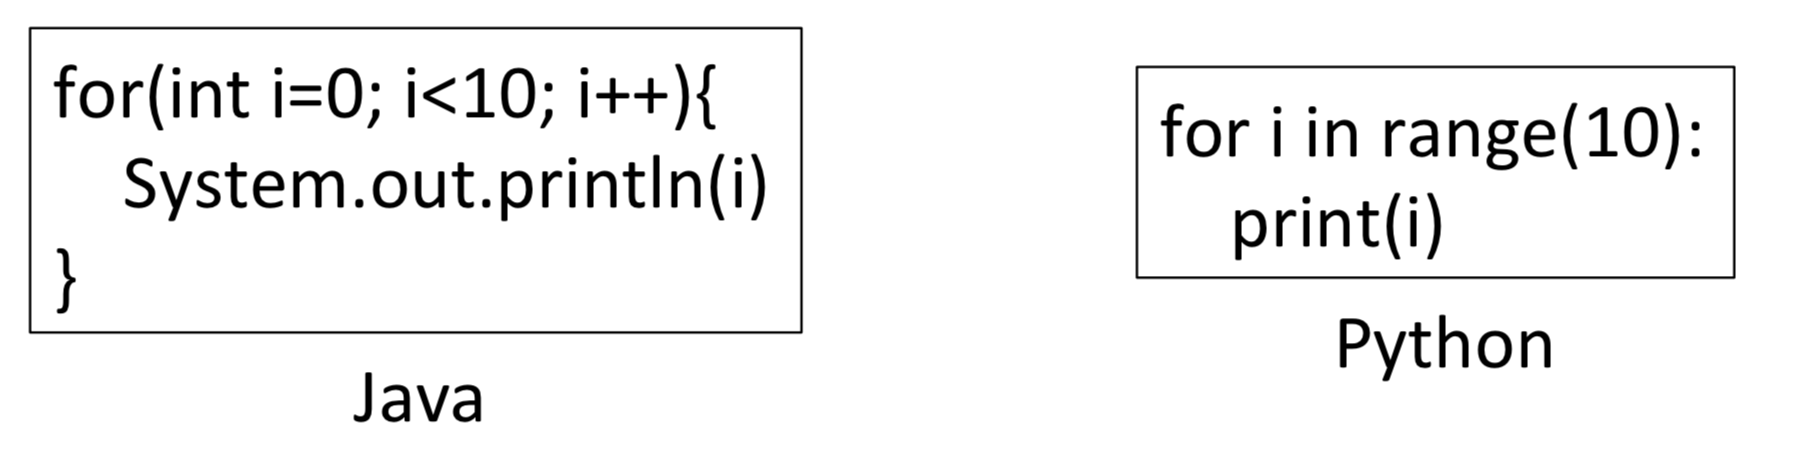 for(int i=0; i<10; i++){
System.out.println(i)
}
Java
for i in range(10):
print(i)
Python